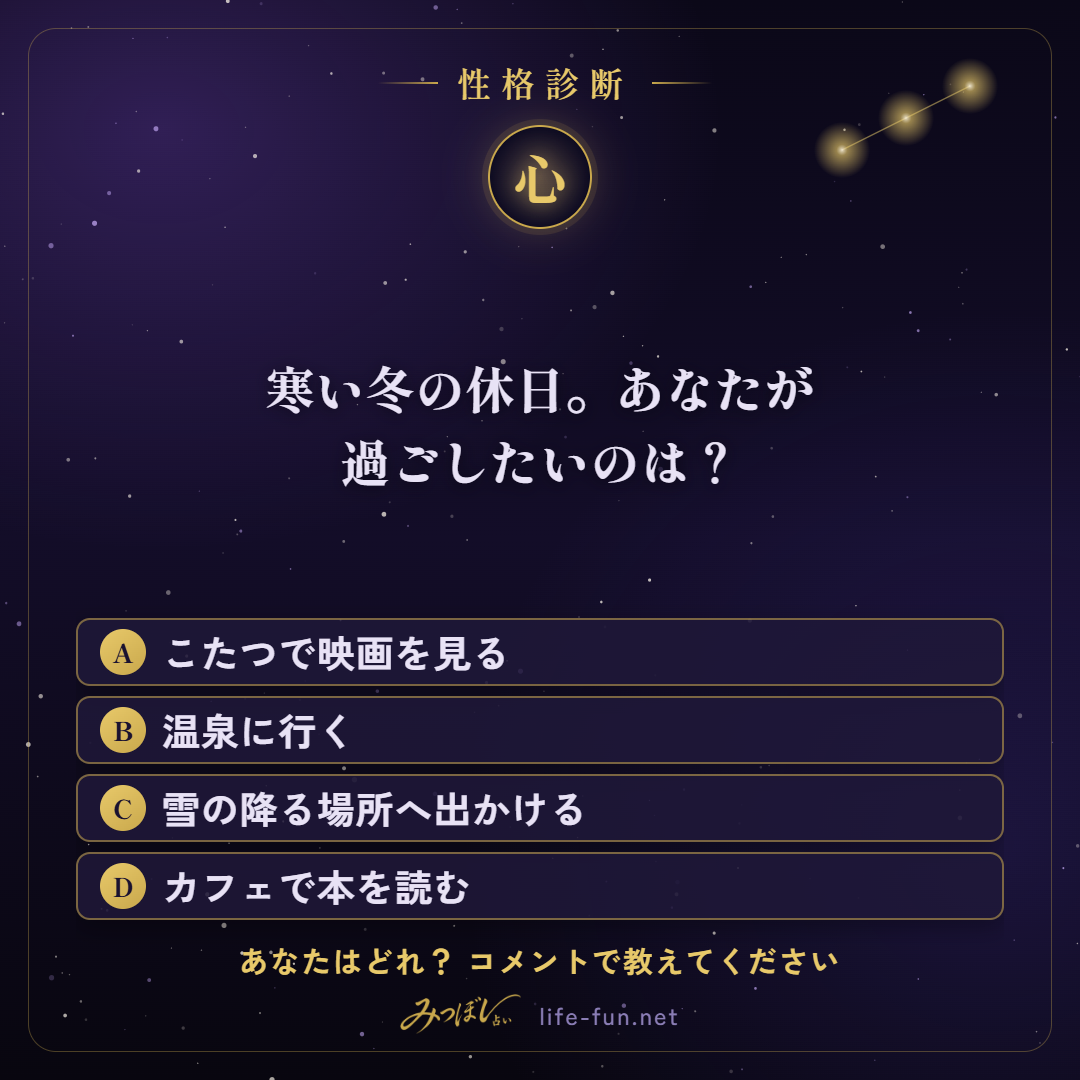 性格診断
心
寒い冬の休日。あなたが
過ごしたいのは？
A こたつで映画を見る
B 温泉に行く
C 雪の降る場所へ出かける
D カフェで本を読む
あなたはどれ？ コメントで教えてください
みつぼし占い life-fun.net